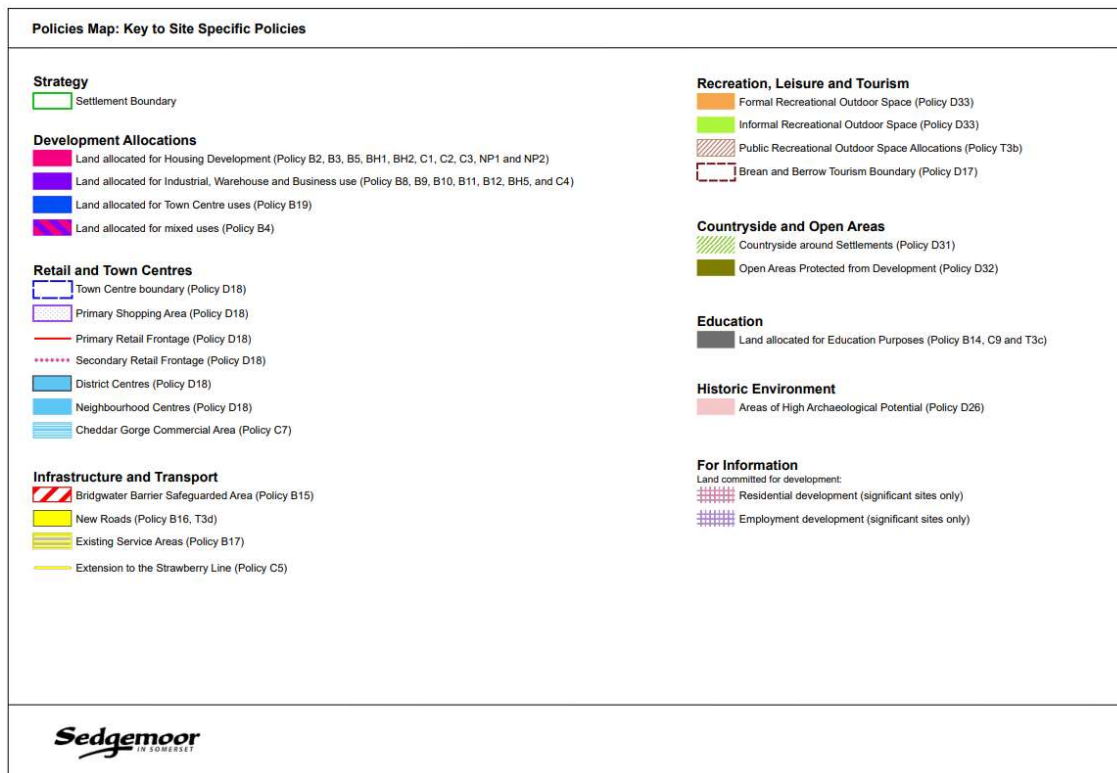 Policies Map: Key to Site Specific Policies
Strategy
Settlement Boundary
Development Allocations
Land allocated for Housing Development (Policy B2, B3, B5, BH1, BH2, C1, C2, C3, NP1 and NP2)
Land allocated for Industrial, Warehouse and Business use (Policy B8, B9, B10, B11, B12, BH5, and C4)
Land allocated for Town Centre uses (Policy B19)
Land allocated for mixed uses (Policy B4)
Retail and Town Centres
Town Centre boundary (Policy D18)
Primary Shopping Area (Policy D18)
Primary Retail Frontage (Policy D18)
Secondary Retail Frontage (Policy D18)
District Centres (Policy D18)
Neighbourhood Centres (Policy D18)
Cheddar Gorge Commercial Area (Policy C7)
Infrastructure and Transport
Bridgwater Barrier Safeguarded Area (Policy B15)
New Roads (Policy B16, T3d)
Existing Service Areas (Policy B17)
Extension to the Strawberry Line (Policy C5)
Recreation, Leisure and Tourism
Formal Recreational Outdoor Space (Policy D33)
Informal Recreational Outdoor Space (Policy D33)
Public Recreational Outdoor Space Allocations (Policy T3b)
Brean and Berrow Tourism Boundary (Policy D17)
Countryside and Open Areas
Countryside around Settlements (Policy D31)
Open Areas Protected from Development (Policy D32)
Education
Land allocated for Education Purposes (Policy B14, C9 and T3c)
Historic Environment
Areas of High Archaeological Potential (Policy D26)
For Information
Land committed for development:
Residential development (significant sites only)
Employment development (significant sites only)
Sedgemoor
IN SOMERSET